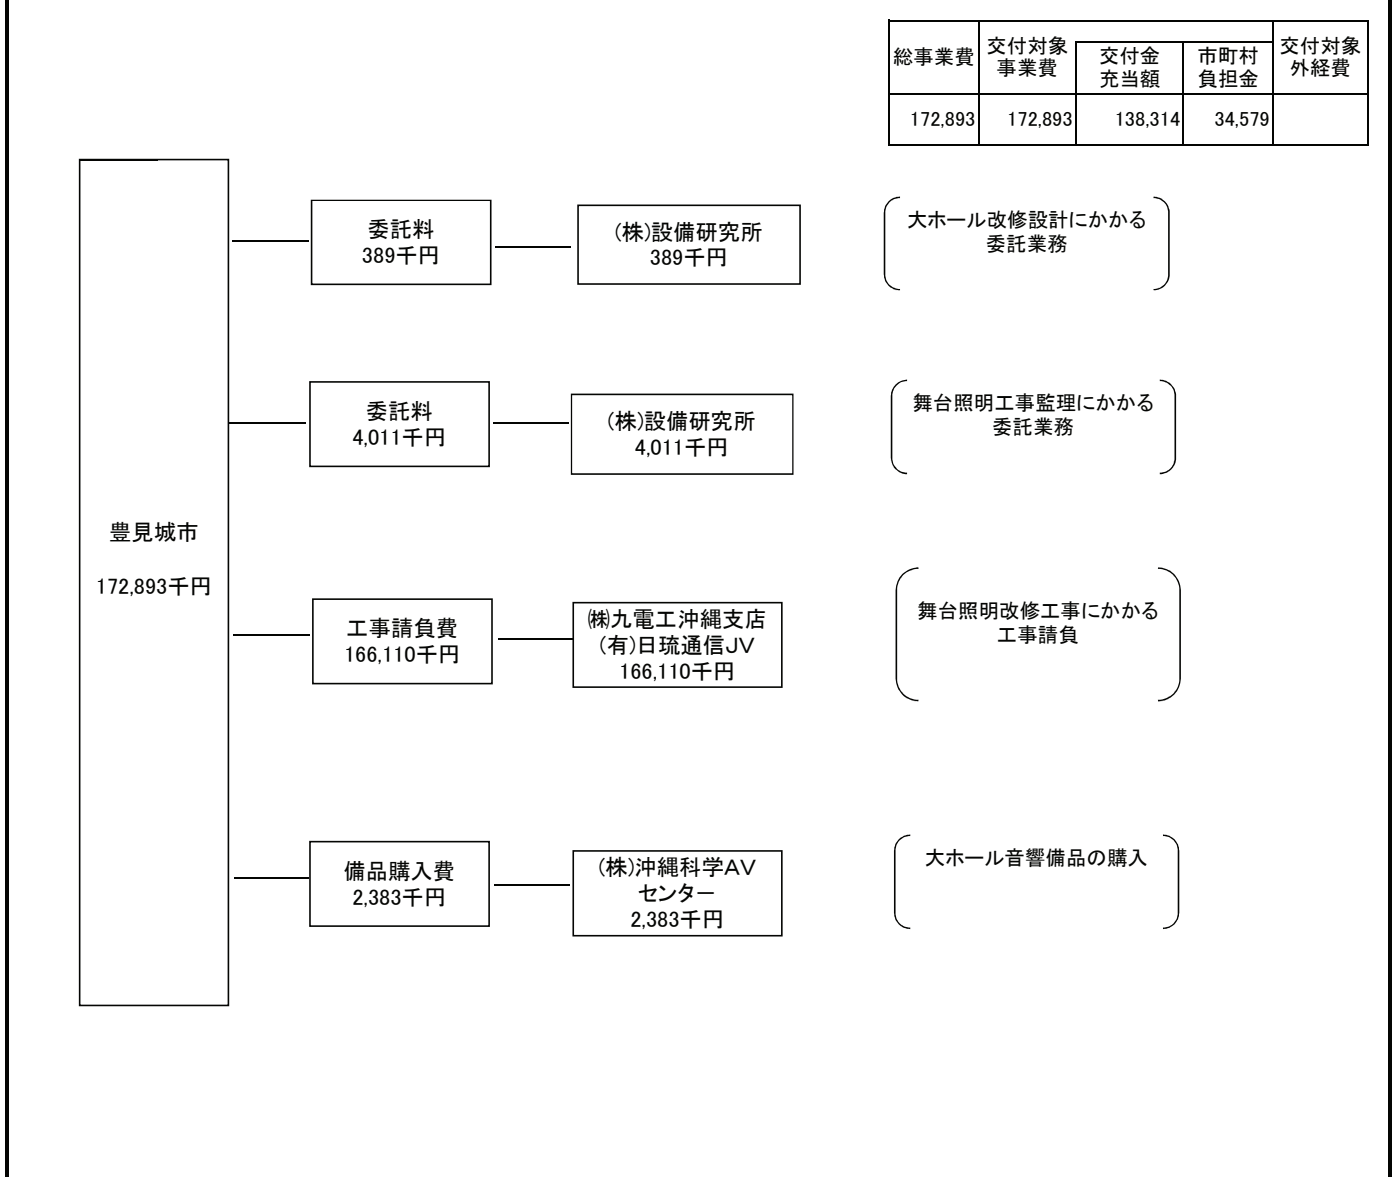 総事業費
交付対象
事業費
交付金
充当額
市町村
負担金
交付対象
外経費
172,893
172,893
138,314
34,579
豊見城市
172,893千円
委託料
389千円
(株)設備研究所
389千円
大ホール改修設計にかかる
委託業務
委託料
4,011千円
(株)設備研究所
4,011千円
舞台照明工事監理にかかる
委託業務
工事請負費
166,110千円
㈱九電工沖縄支店
(有)日琉通信JV
166,110千円
舞台照明改修工事にかかる
工事請負
備品購入費
2,383千円
(株)沖縄科学AV
センター
2,383千円
大ホール音響備品の購入